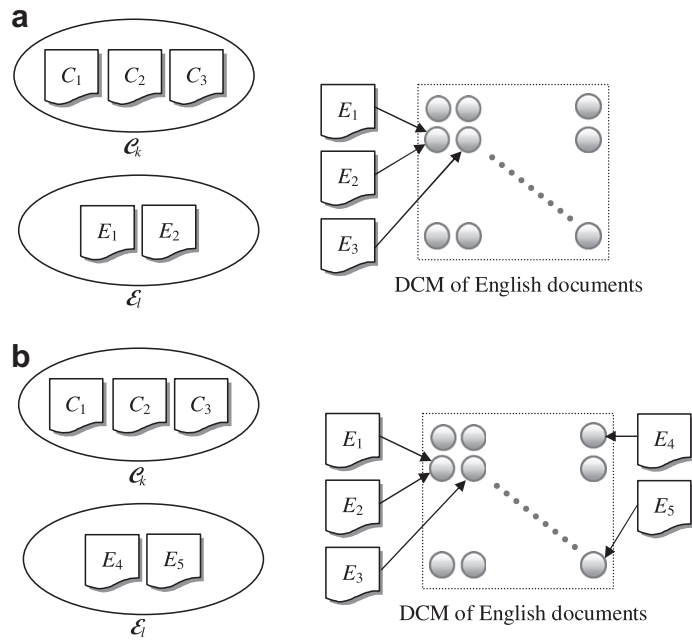 a
C1 C2 C3
𝒞k
E1 E2
ℰl
E1
E2
E3
DCM of English documents
b
C1 C2 C3
𝒞k
E4 E5
ℰl
E1
E2
E3
E4
E5
DCM of English documents